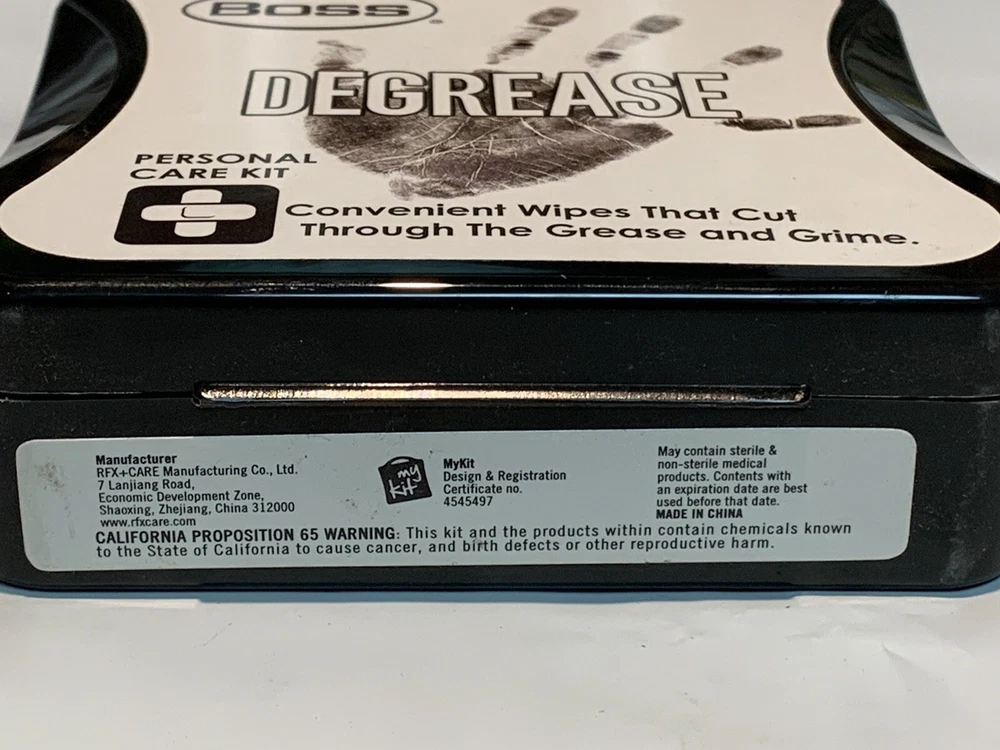 BOSS®
DEGREASE
PERSONAL
CARE KIT
Convenient Wipes That Cut
Through The Grease and Grime.
Manufacturer
RFX+CARE Manufacturing Co., Ltd.
7 Lanjiang Road,
Economic Development Zone,
Shaoxing, Zhejiang, China 312000
www.rfxcare.com
my
kit
MyKit
Design & Registration
Certificate no.
4545497
May contain sterile &
non-sterile medical
products. Contents with
an expiration date are best
used before that date.
MADE IN CHINA
CALIFORNIA PROPOSITION 65 WARNING: This kit and the products within contain chemicals known
to the State of California to cause cancer, and birth defects or other reproductive harm.